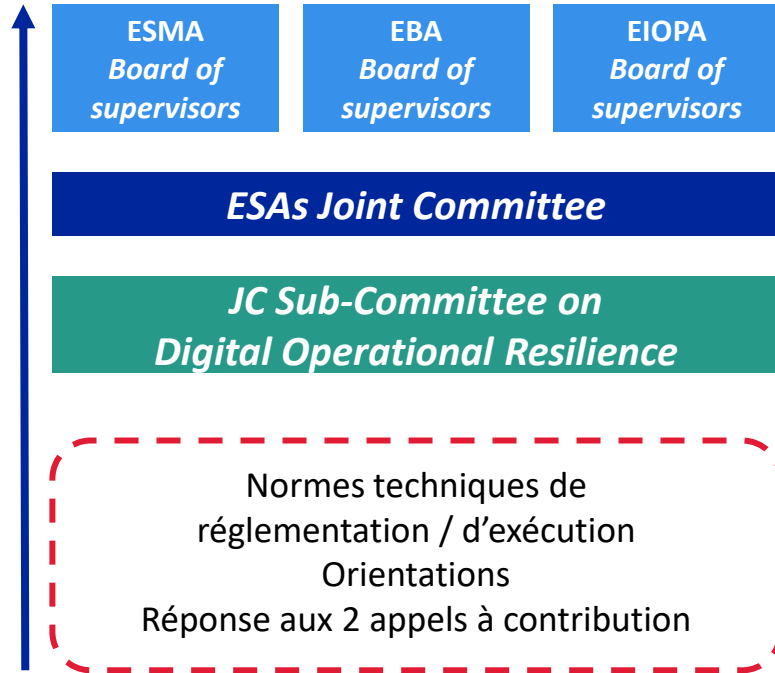 ESMA
Board of
supervisors
EBA
Board of
supervisors
EIOPA
Board of
supervisors
ESAs Joint Committee
JC Sub-Committee on
Digital Operational Resilience
Normes techniques de
réglementation / d’exécution
Orientations
Réponse aux 2 appels à contribution